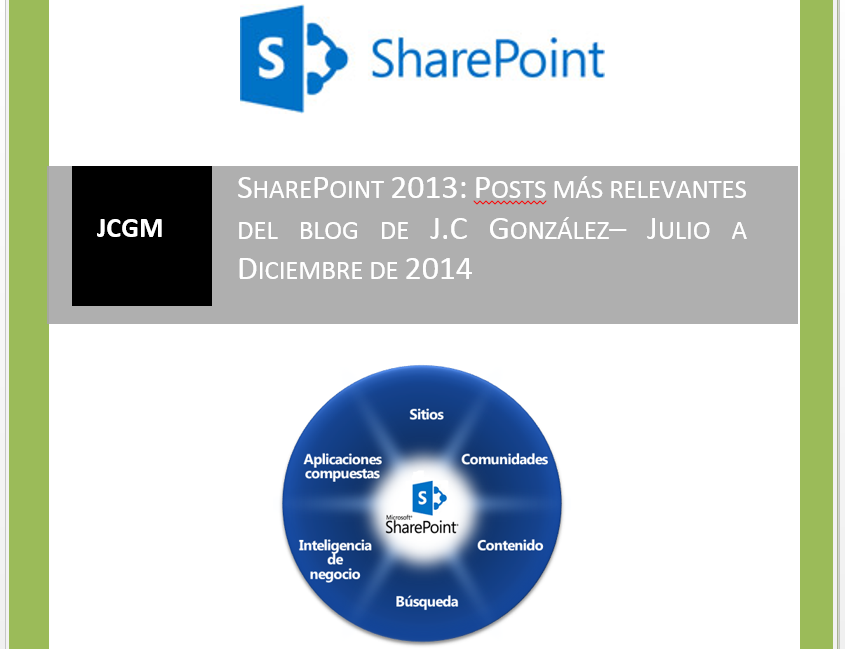 S
SharePoint
JCGM
SharePoint 2013: Posts más relevantes
del blog de J.C González– Julio a
Diciembre de 2014
Sitios
Aplicaciones
compuestas
Comunidades
S
Microsoft®
SharePoint®
Inteligencia
de
negocio
Contenido
Búsqueda